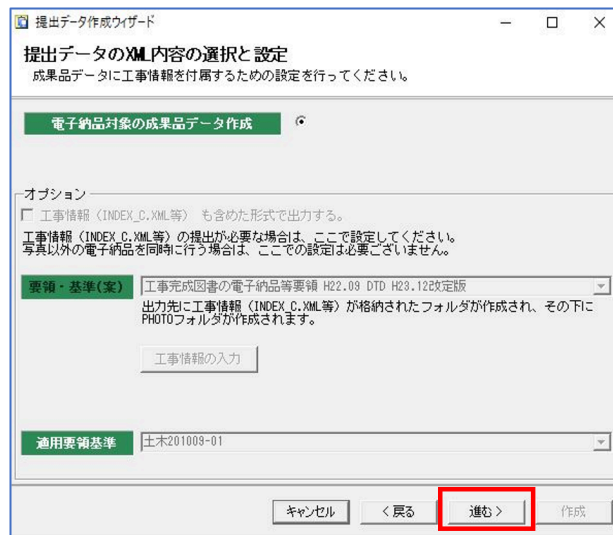 提出データ作成ウィザード
提出データのXML内容の選択と設定
成果品データに工事情報を付属するための設定を行ってください。
電子納品対象の成果品データ作成
オプション
工事情報（INDEX_C.XML等） も含めた形式で出力する。
工事情報（INDEX_C.XML等）の提出が必要な場合は、ここで設定してください。
写真以外の電子納品を同時に行う場合は、ここでの設定は必要ございません。
要領・基準(案)
工事完成図書の電子納品等要領 H22.09 DTD H23.12改定版
出力先に工事情報（INDEX_C.XML等）が格納されたフォルダが作成され、その下に
PHOTOフォルダが作成されます。
工事情報の入力
適用要領基準
土木201009-01
キャンセル
< 戻る
進む >
作成